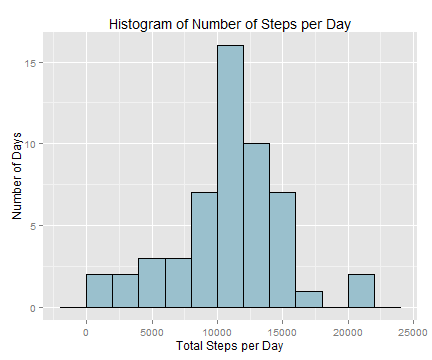 Histogram of Number of Steps per Day
15
10
5
0
Number of Days
0 5000 10000 15000 20000 25000
Total Steps per Day